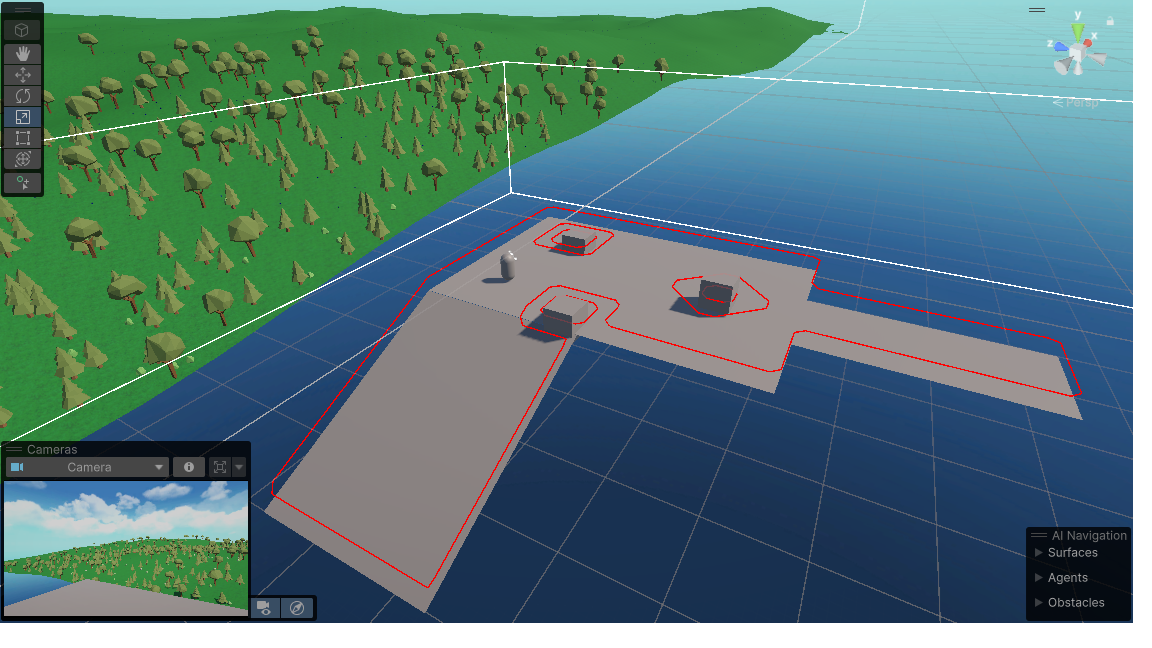 y
x
z
< Persp
Cameras
Camera
AI Navigation
Surfaces
Agents
Obstacles